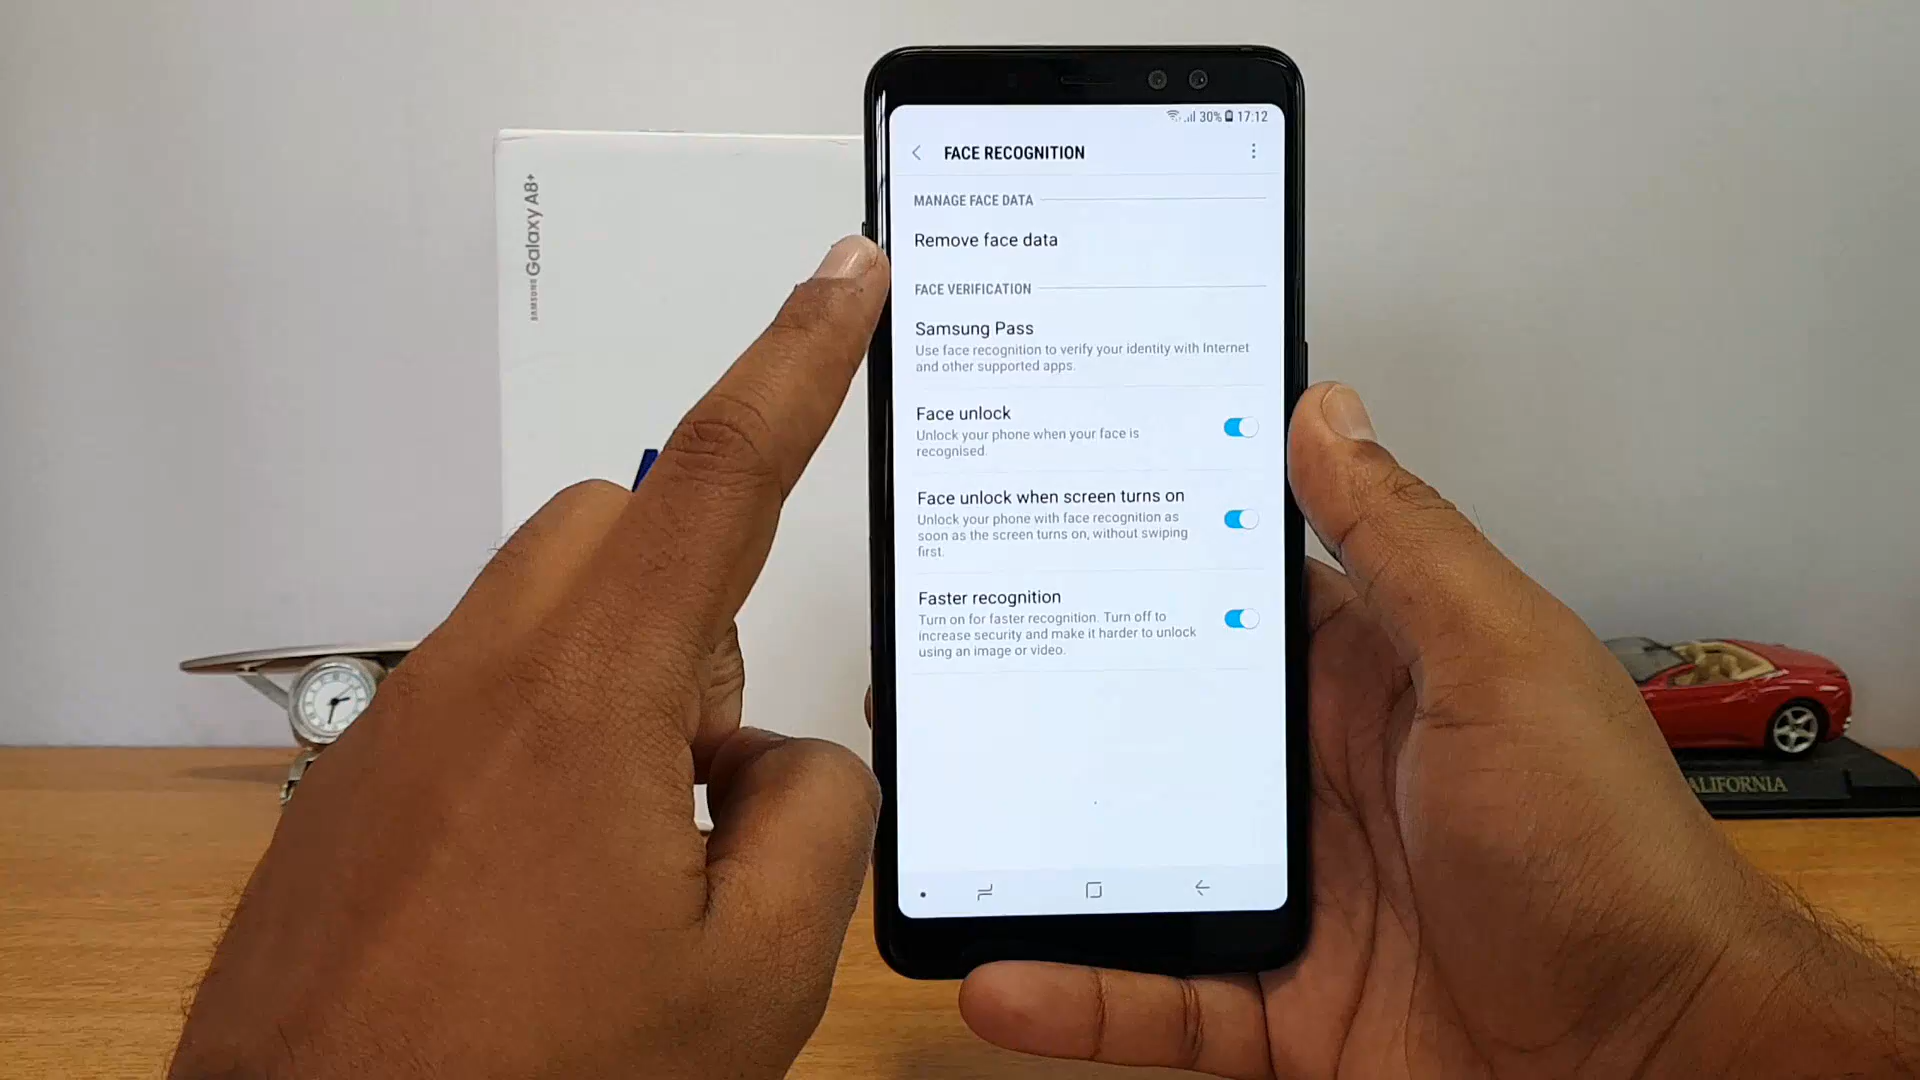 SAMSUNG Galaxy A8+
30% 17:12
FACE RECOGNITION
MANAGE FACE DATA
Remove face data
FACE VERIFICATION
Samsung Pass
Use face recognition to verify your identity with Internet
and other supported apps.
Face unlock
Unlock your phone when your face is
recognised.
Face unlock when screen turns on
Unlock your phone with face recognition as
soon as the screen turns on, without swiping
first.
Faster recognition
Turn on for faster recognition. Turn off to
increase security and make it harder to unlock
using an image or video.
ALIFORNIA